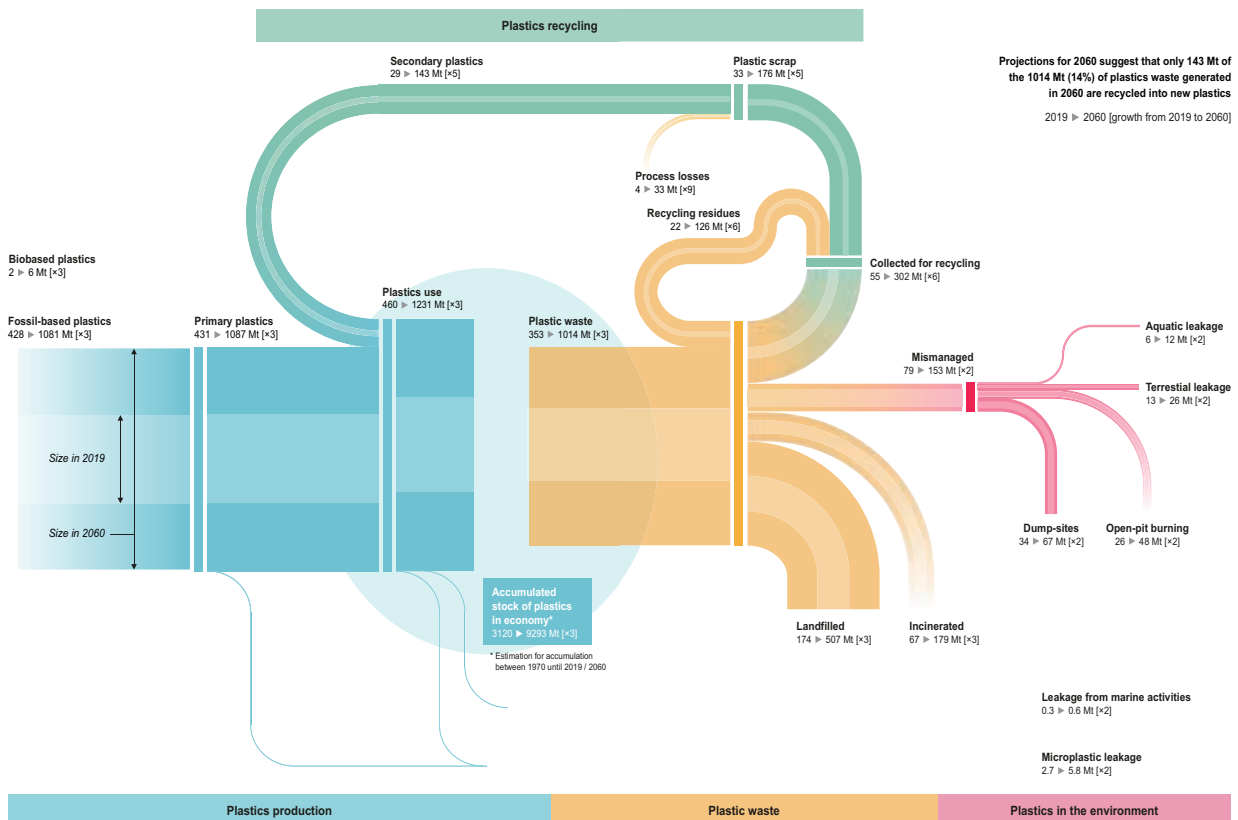 Plastics recycling
Secondary plastics
29 ▶ 143 Mt [×5]
Plastic scrap
33 ▶ 176 Mt [×5]
Projections for 2060 suggest that only 143 Mt of
the 1014 Mt (14%) of plastics waste generated
in 2060 are recycled into new plastics
2019 ▶ 2060 [growth from 2019 to 2060]
Process losses
4 ▶ 33 Mt [×9]
Recycling residues
22 ▶ 126 Mt [×6]
Biobased plastics
2 ▶ 6 Mt [×3]
Collected for recycling
55 ▶ 302 Mt [×6]
Plastics use
460 ▶ 1231 Mt [×3]
Fossil-based plastics
428 ▶ 1081 Mt [×3]
Primary plastics
431 ▶ 1087 Mt [×3]
Plastic waste
353 ▶ 1014 Mt [×3]
Mismanaged
79 ▶ 153 Mt [×2]
Aquatic leakage
6 ▶ 12 Mt [×2]
Terrestial leakage
13 ▶ 26 Mt [×2]
Size in 2019
Size in 2060
Dump-sites
34 ▶ 67 Mt [×2]
Open-pit burning
26 ▶ 48 Mt [×2]
Accumulated
stock of plastics
in economy*
3120 ▶ 9293 Mt [×3]
* Estimation for accumulation
between 1970 until 2019 / 2060
Landfilled
174 ▶ 507 Mt [×3]
Incinerated
67 ▶ 179 Mt [×3]
Leakage from marine activities
0.3 ▶ 0.6 Mt [×2]
Microplastic leakage
2.7 ▶ 5.8 Mt [×2]
Plastics production
Plastic waste
Plastics in the environment